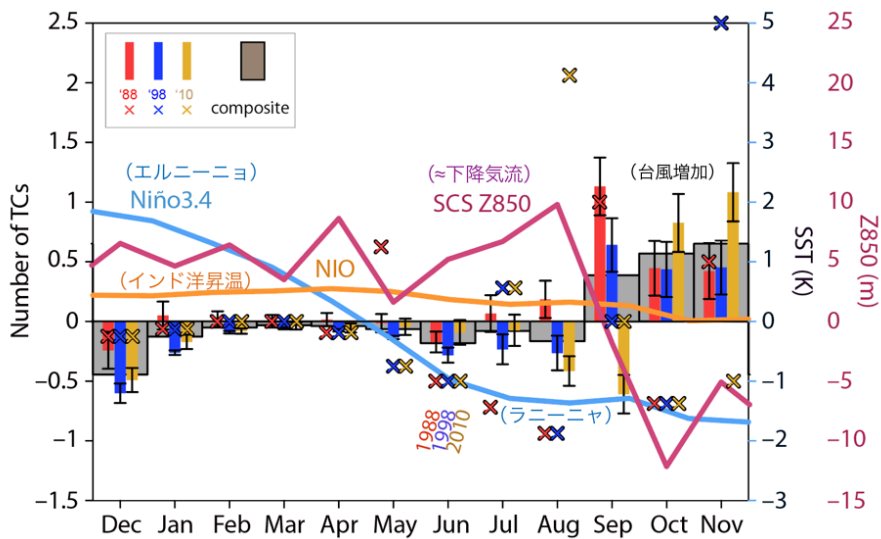 2.5
2
1.5
1
0.5
0
−0.5
−1
−1.5
Number of TCs
'88
'98
'10
×
×
×
composite
(エルニーニョ)
Niño3.4
(≈下降気流)
SCS Z850
(台風増加)
(インド洋昇温)
NIO
(ラニーニャ)
1988
1998
2010
5
4
3
2
1
0
−1
−2
−3
SST (K)
25
20
15
10
5
0
−5
−10
−15
Z850 (m)
Dec Jan Feb Mar Apr May Jun Jul Aug Sep Oct Nov